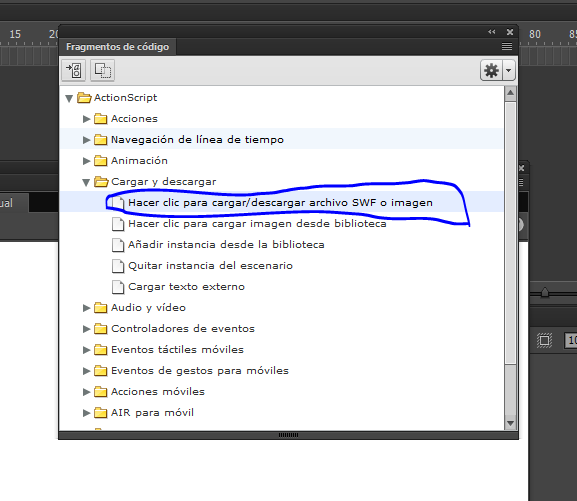 15
20
80
85
Fragmentos de código
ActionScript
Acciones
Navegación de línea de tiempo
Animación
Cargar y descargar
ual
Hacer clic para cargar/descargar archivo SWF o imagen
Hacer clic para cargar imagen desde biblioteca
Añadir instancia desde la biblioteca
Quitar instancia del escenario
Cargar texto externo
Audio y vídeo
Controladores de eventos
Eventos táctiles móviles
10
Eventos de gestos para móviles
Acciones móviles
AIR para móvil